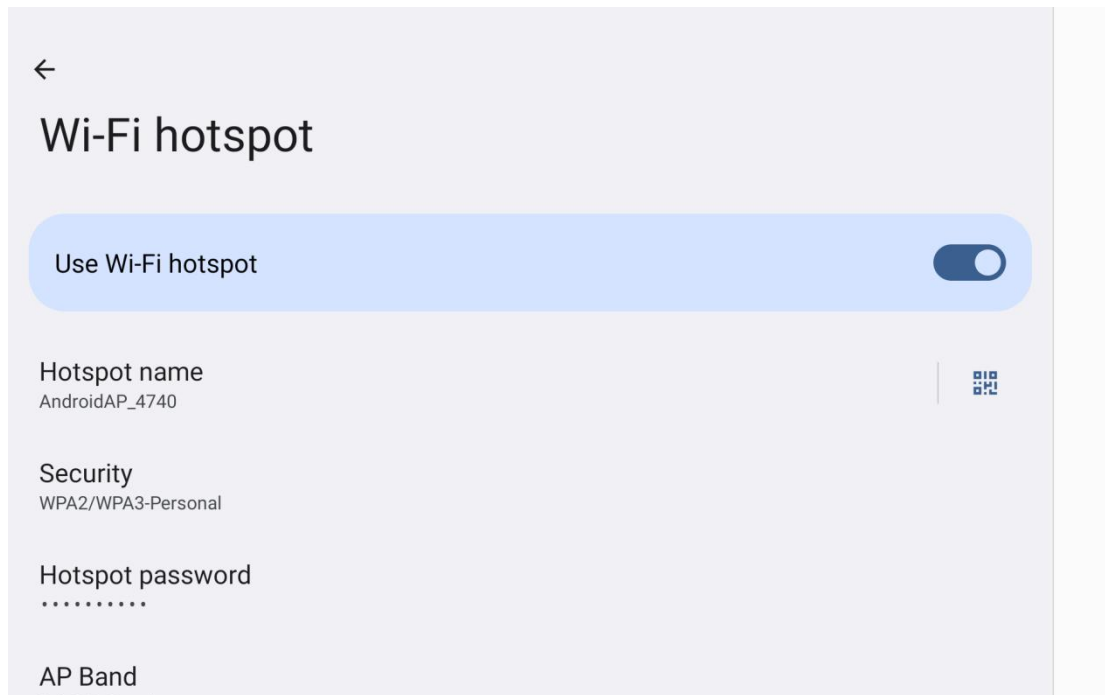 Wi-Fi hotspot
Use Wi-Fi hotspot
Hotspot name
AndroidAP_4740
Security
WPA2/WPA3-Personal
Hotspot password
··········
AP Band